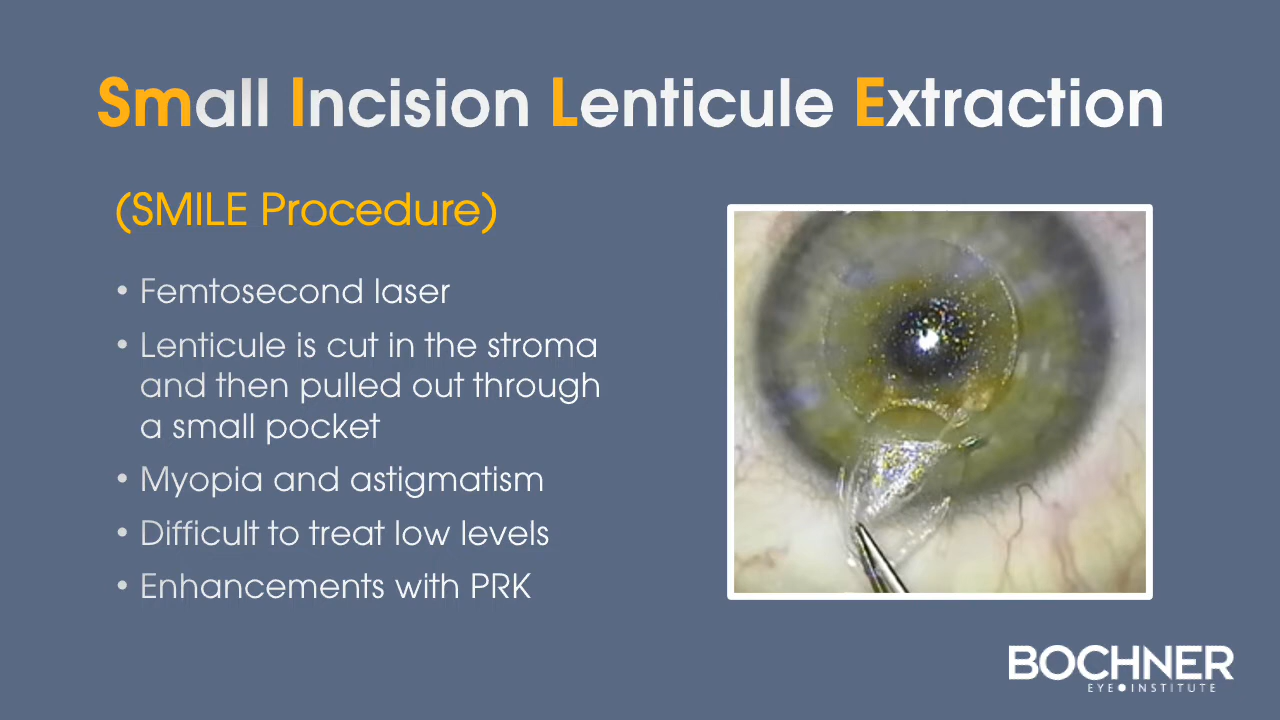 Small Incision Lenticule Extraction
(SMILE Procedure)
• Femtosecond laser
• Lenticule is cut in the stroma
and then pulled out through
a small pocket
• Myopia and astigmatism
• Difficult to treat low levels
• Enhancements with PRK
BOCHNER
EYE•INSTITUTE